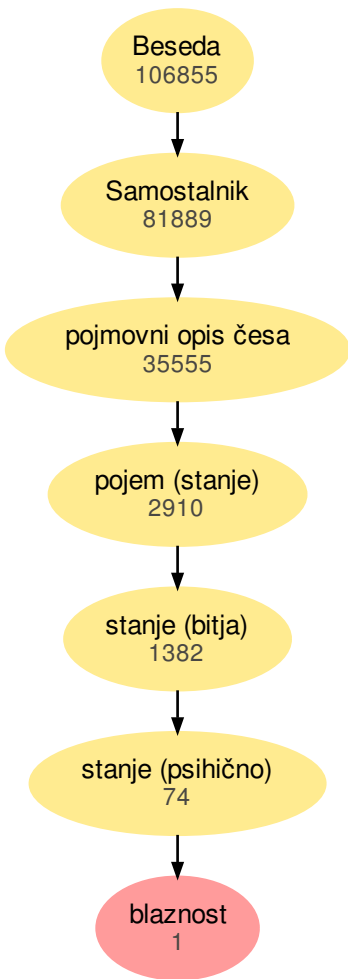 Beseda
106855
Samostalnik
81889
pojmovni opis česa
35555
pojem (stanje)
2910
stanje (bitja)
1382
stanje (psihično)
74
blaznost
1